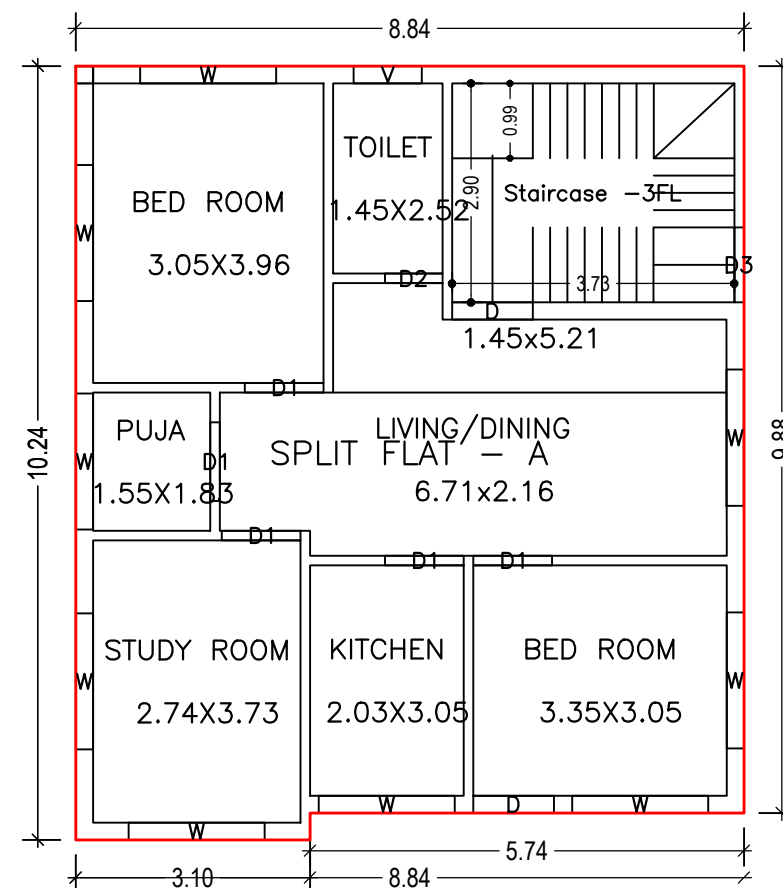 8.84
W
V
TOILET
1.45X2.52
0.99
2.90
Staircase -3FL
BED ROOM
3.05X3.96
W
D2
3.73
D3
D
1.45x5.21
D1
10.24
9.88
PUJA
1.55X1.83
W
D1
LIVING/DINING
SPLIT FLAT - A
6.71x2.16
W
D1
D1
D1
STUDY ROOM
2.74X3.73
W
KITCHEN
2.03X3.05
BED ROOM
3.35X3.05
W
W
W
D
W
5.74
3.10
8.84